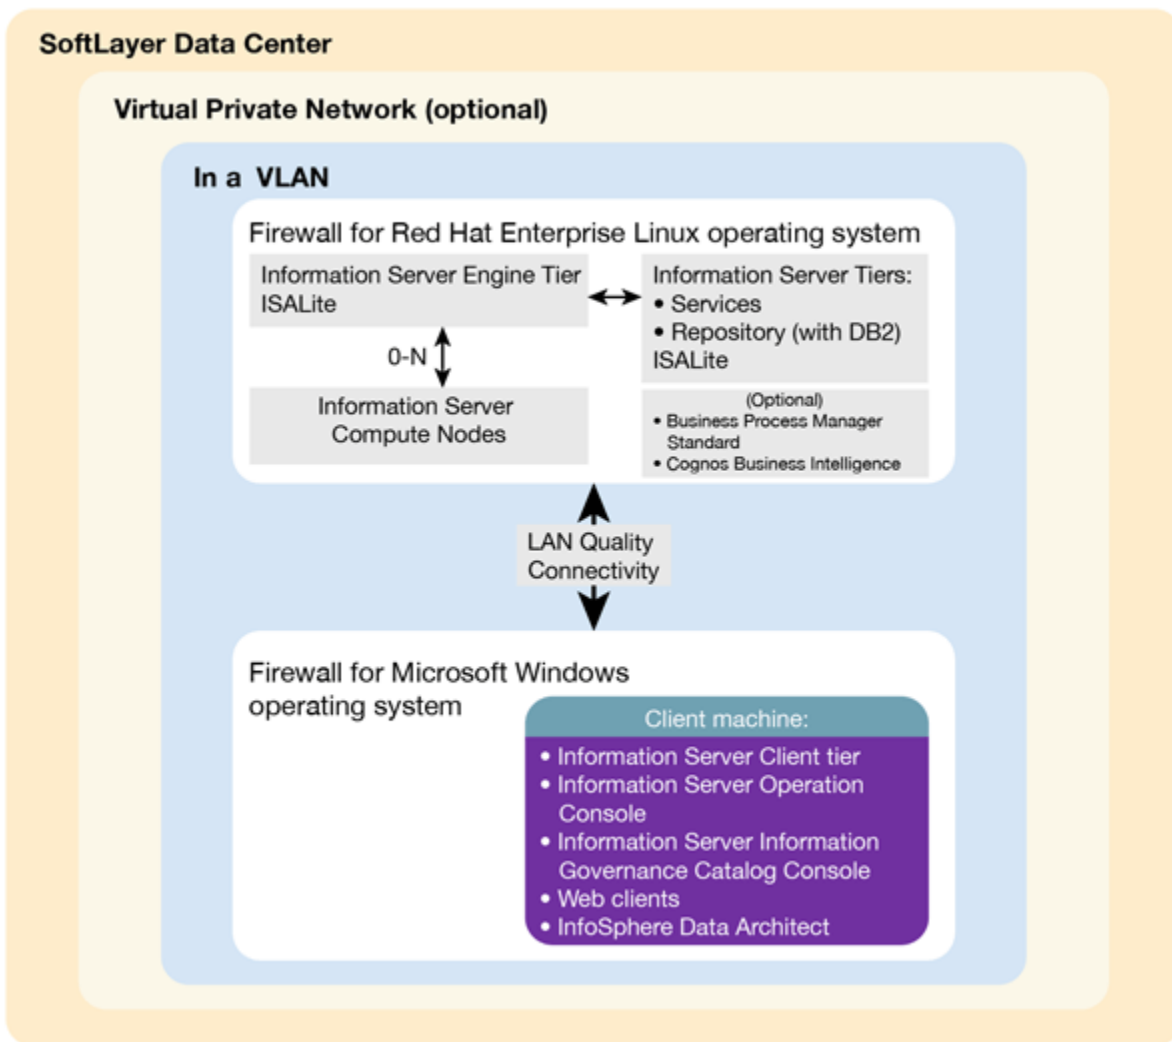 SoftLayer Data Center
Virtual Private Network (optional)
In a VLAN
Firewall for Red Hat Enterprise Linux operating system
Information Server Engine Tier
ISALite
Information Server Tiers:
• Services
• Repository (with DB2)
ISALite
0-N
Information Server
Compute Nodes
(Optional)
• Business Process Manager
Standard
• Cognos Business Intelligence
LAN Quality
Connectivity
Firewall for Microsoft Windows
operating system
Client machine:
• Information Server Client tier
• Information Server Operation
Console
• Information Server Information
Governance Catalog Console
• Web clients
• InfoSphere Data Architect